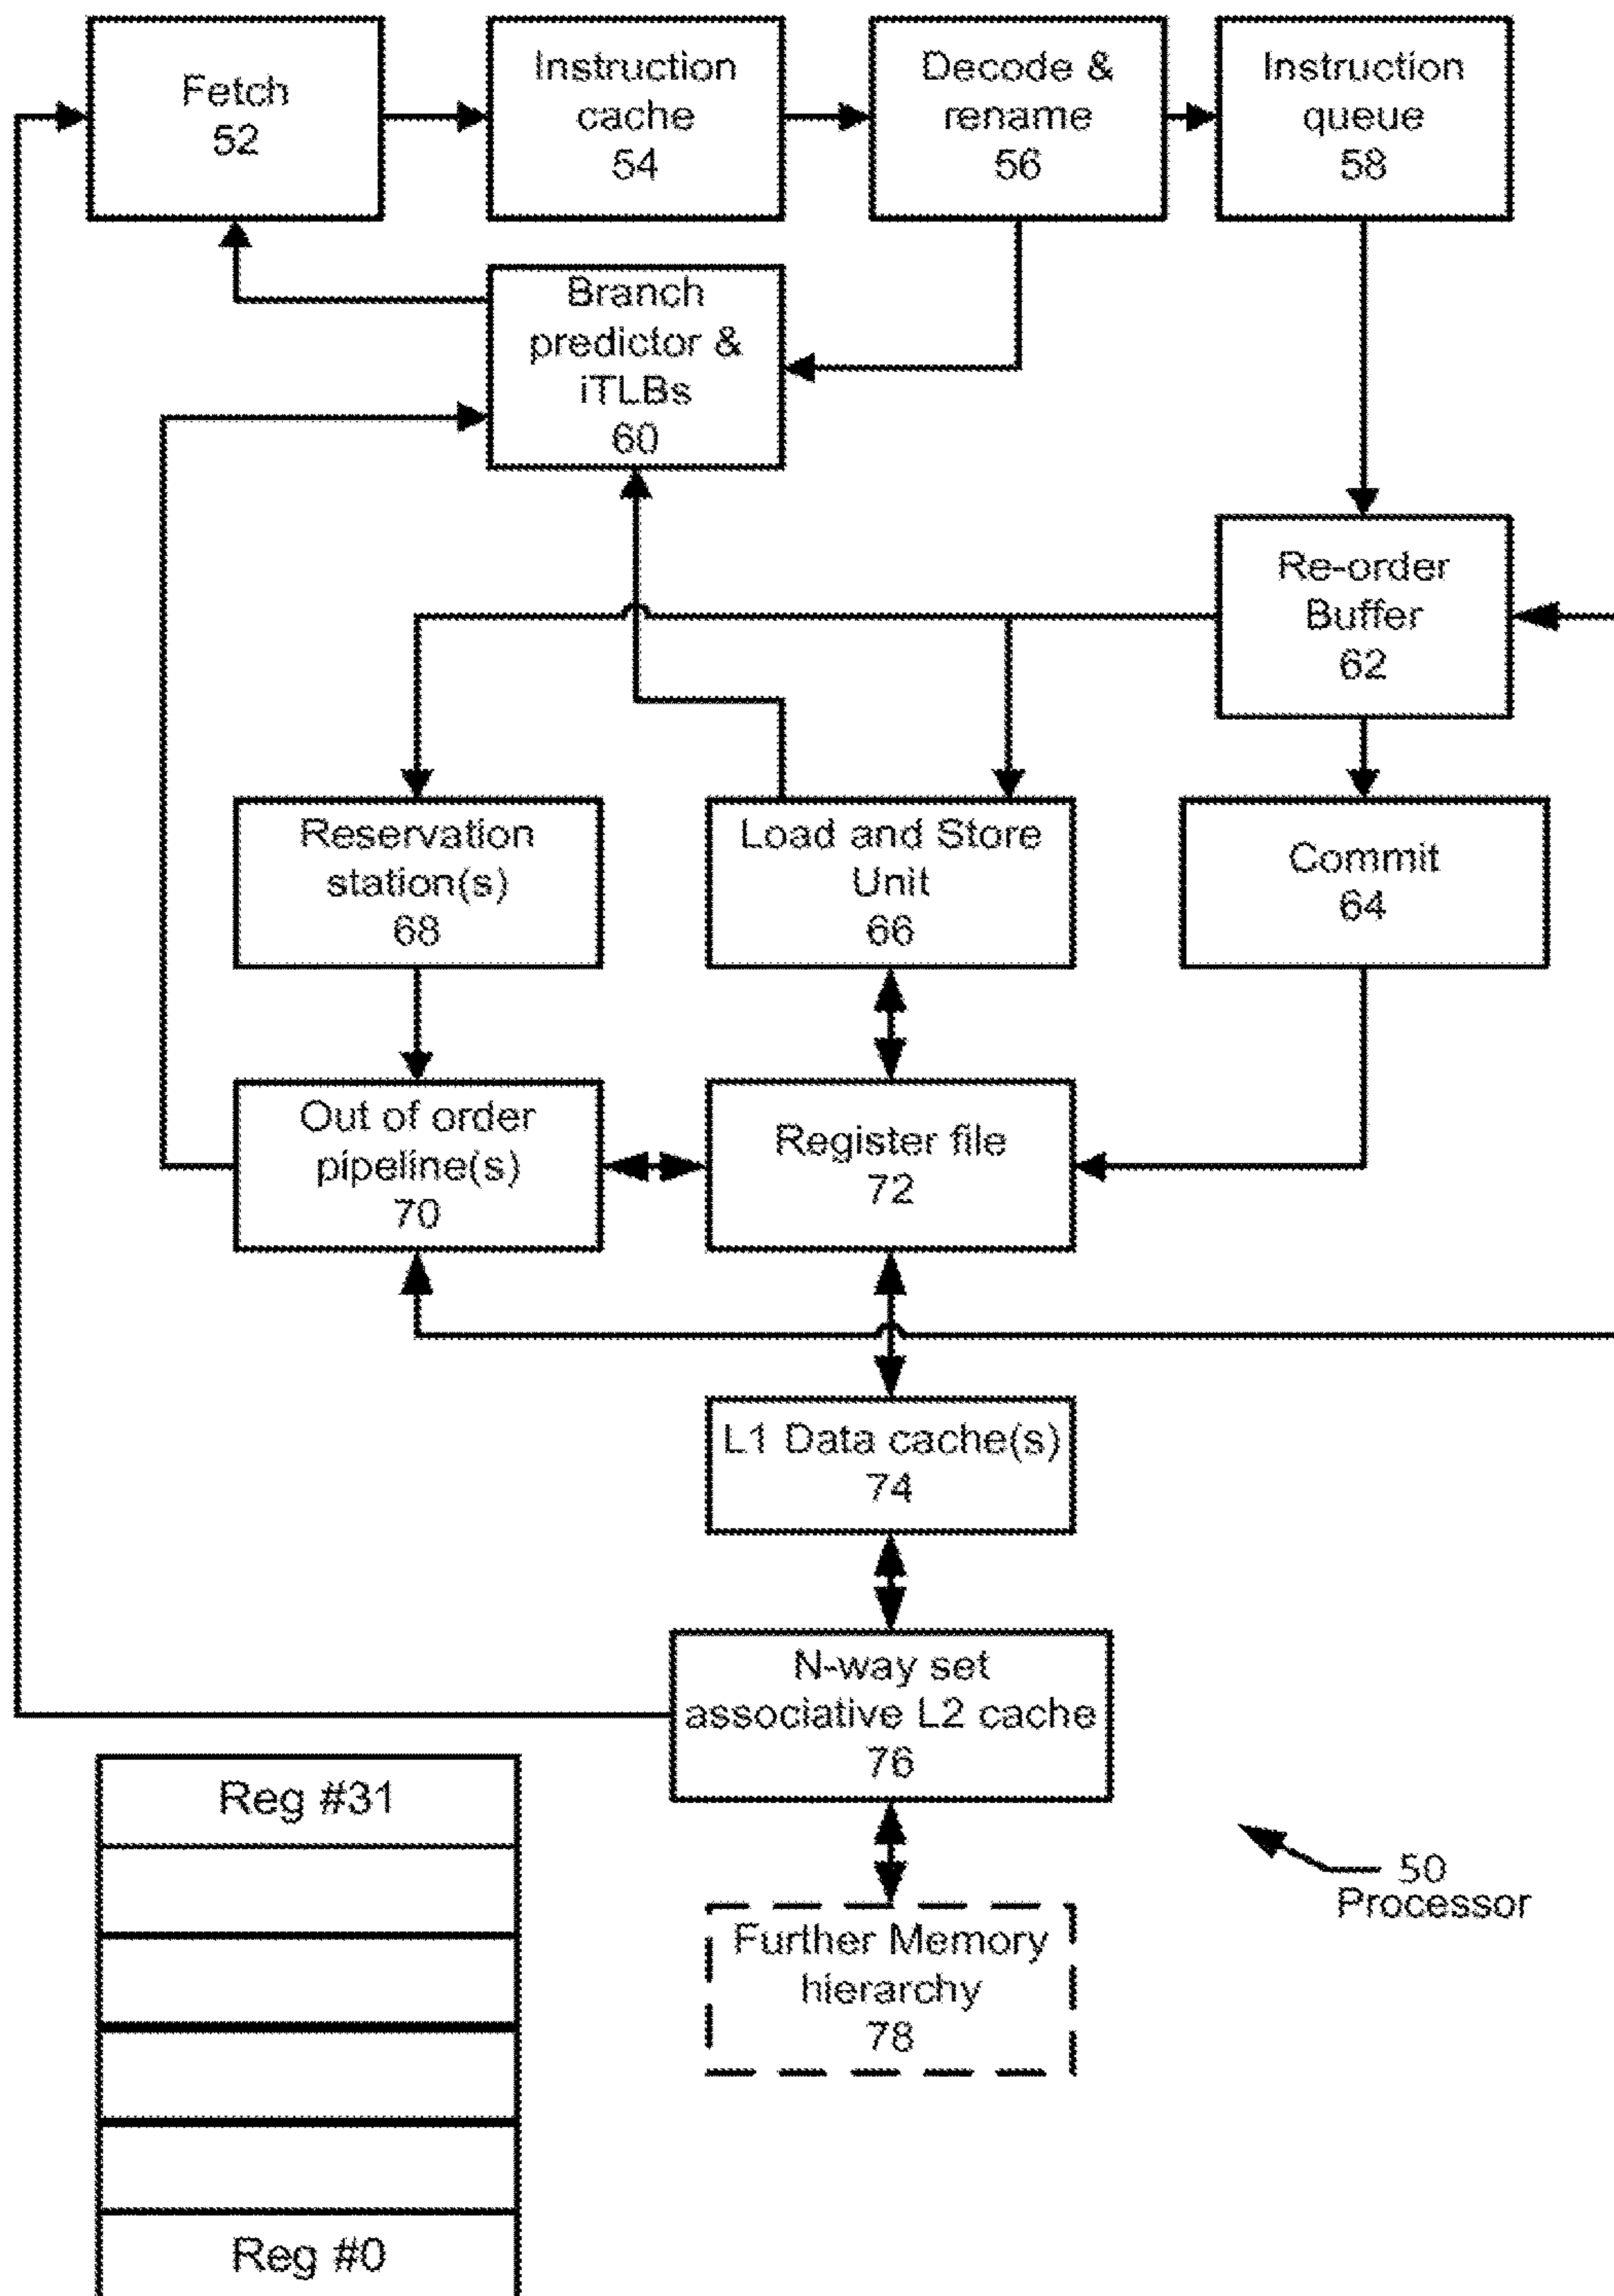 Fetch
52
Instruction
cache
54
Decode &
rename
56
Instruction
queue
58
Branch
predictor &
iTLBs
60
Re-order
Buffer
62
Reservation
station(s)
68
Load and Store
Unit
66
Commit
64
Out of order
pipeline(s)
70
Register file
72
L1 Data cache(s)
74
N-way set
associative L2 cache
76
Further Memory
hierarchy
78
50
Processor
Reg #31
Reg #0